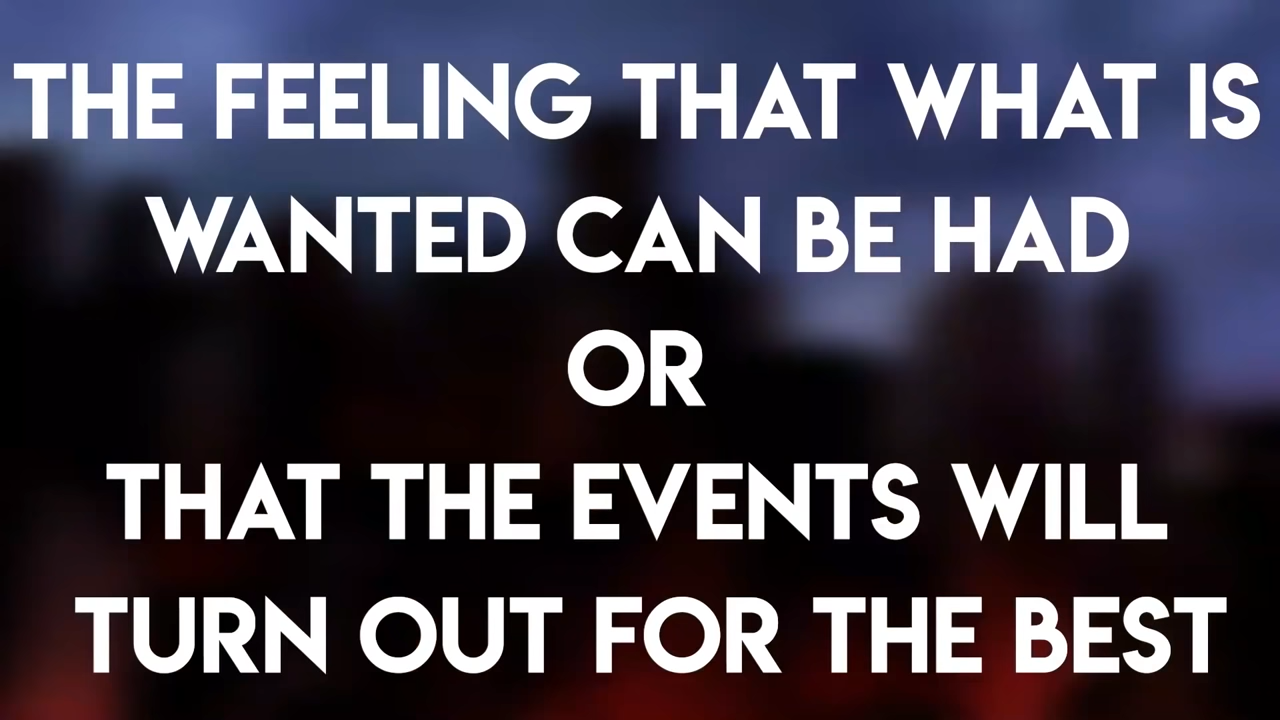 THE FEELING THAT WHAT IS
WANTED CAN BE HAD
OR
THAT THE EVENTS WILL
TURN OUT FOR THE BEST